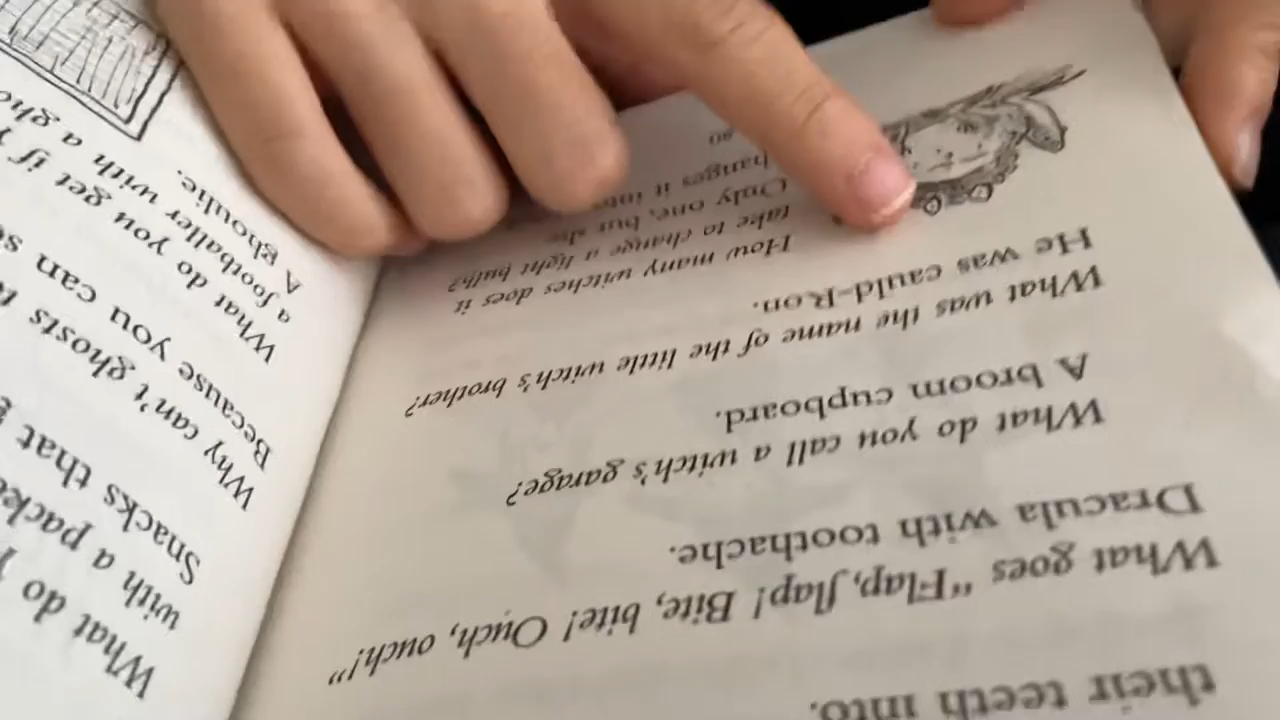 their teeth into.
What goes “Flap, flap! Bite, bite! Ouch, ouch!”
Dracula with toothache.
What do you call a witch's garage?
A broom cupboard.
What was the name of the little witch's brother?
He was cauld-Ron.
How many witches does it
take to change a light bulb?
Only one, but she
changes it into
What do
with a
Snacks that
Why can't ghosts
Because you can
What do you get if
a footballer with a
A ghoulie.